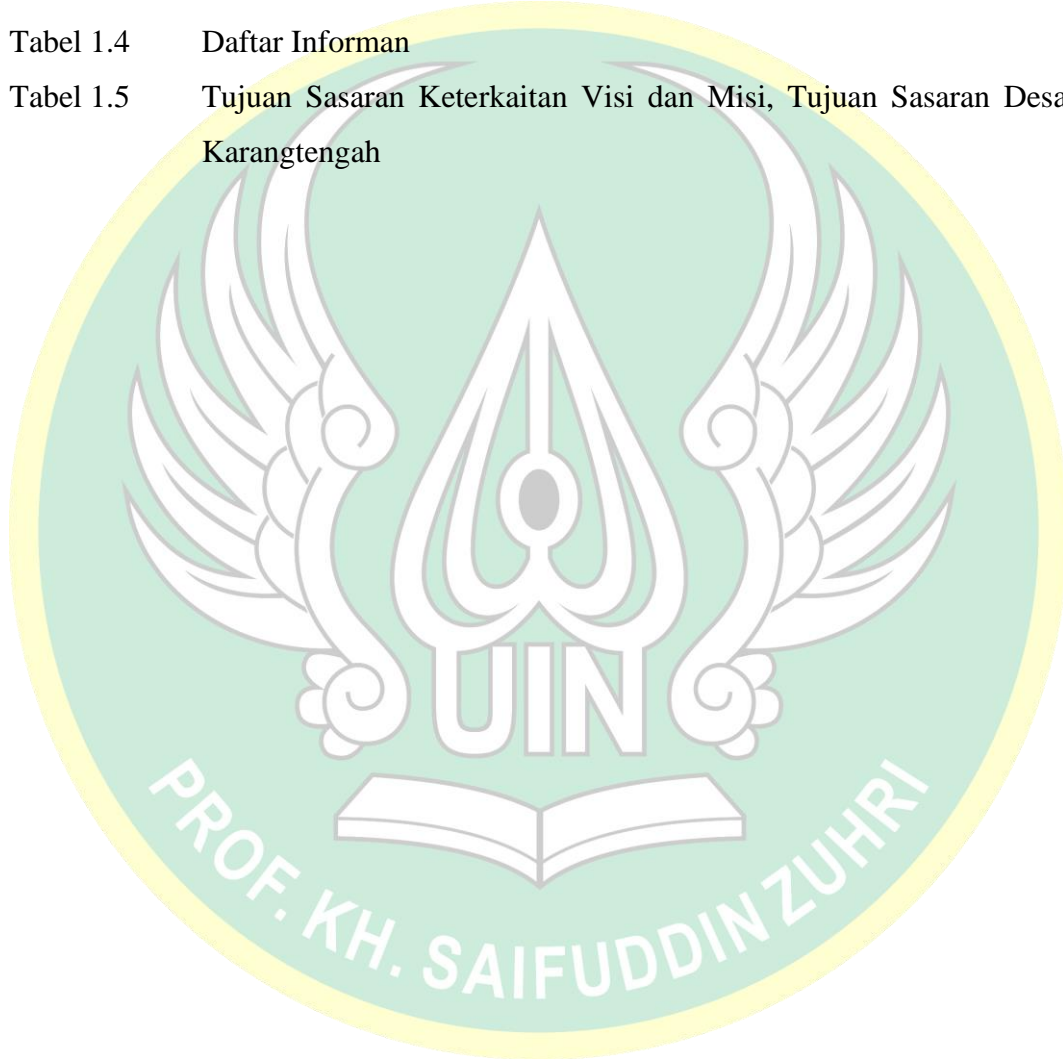 Tabel 1.4 Daftar Informan
Tabel 1.5 Tujuan Sasaran Keterkaitan Visi dan Misi, Tujuan Sasaran Desa
Karangtengah
UIN
PROF. KH. SAIFUDDIN ZUHRI